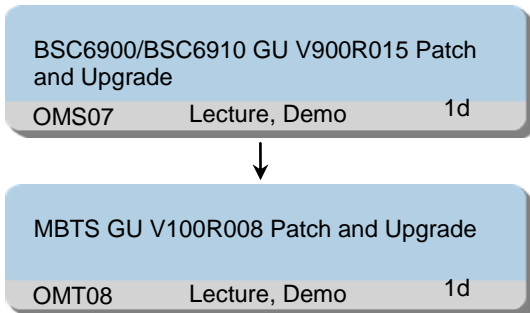 BSC6900/BSC6910 GU V900R015 Patch
and Upgrade
OMS07 Lecture, Demo 1d
MBTS GU V100R008 Patch and Upgrade
OMT08 Lecture, Demo 1d